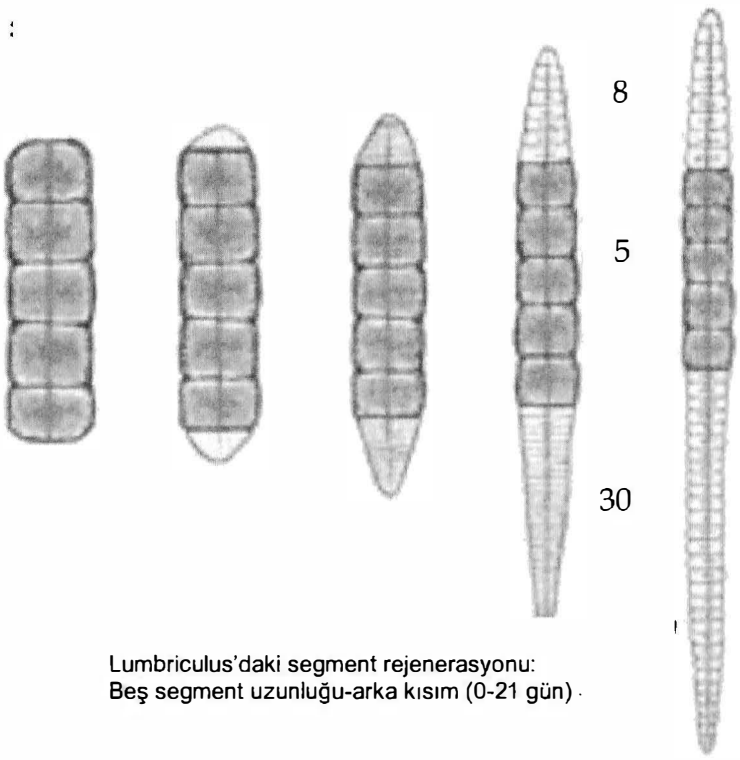 8
5
30
Lumbriculus'daki segment rejenerasyonu:
Beş segment uzunluğu-arka kısım (0-21 gün)